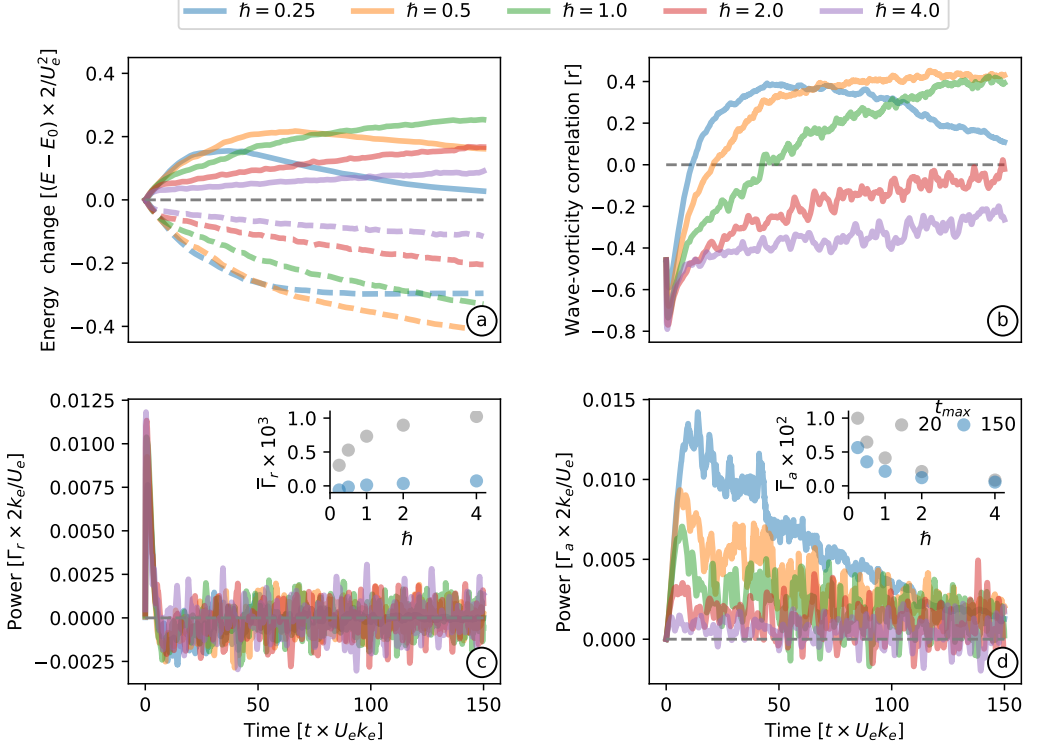 ħ = 0.25 ħ = 0.5 ħ = 1.0 ħ = 2.0 ħ = 4.0
Energy change [(E − E₀) × 2/Uₑ²]
0.4
0.2
0.0
−0.2
−0.4
a
Wave-vorticity correlation [r]
0.4
0.2
0.0
−0.2
−0.4
−0.6
−0.8
b
Power [Γᵣ × 2kₑ/Uₑ]
0.0125
0.0100
0.0075
0.0050
0.0025
0.0000
−0.0025
0 50 100 150
Time [t × Uₑkₑ]
Γ̅ᵣ × 10³
1.0
0.5
0.0
0 1 2 4
ħ
c
Power [Γₐ × 2kₑ/Uₑ]
0.015
0.010
0.005
0.000
0 50 100 150
Time [t × Uₑkₑ]
Γ̅ₐ × 10²
1.0
0.5
0.0
0 1 2 4
ħ
tₘₐₓ
20 150
d